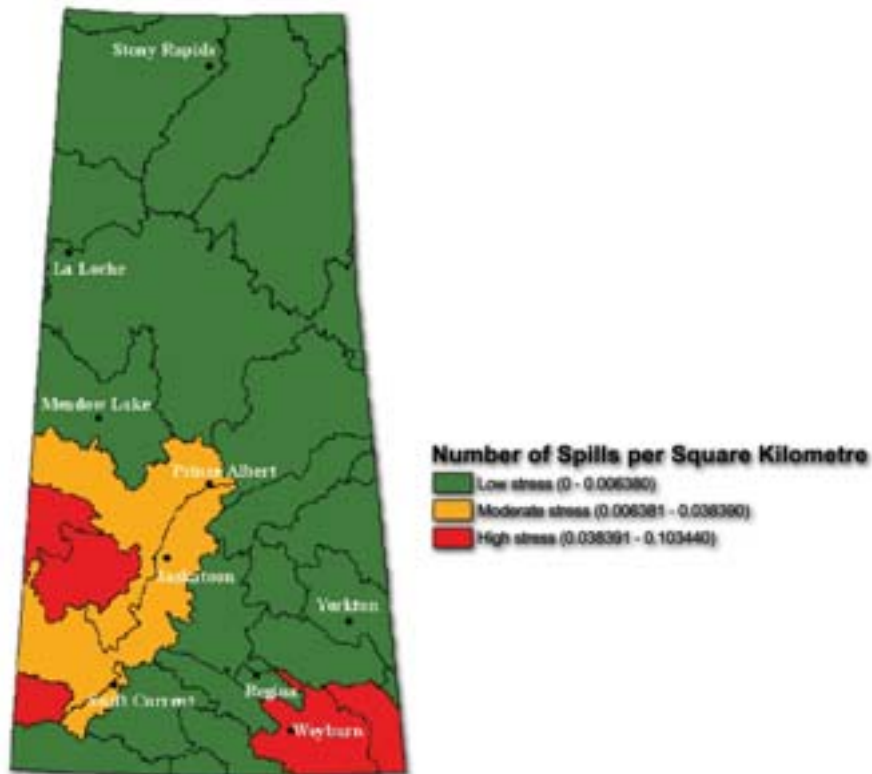 Stony Rapids
La Loche
Meadow Lake
Prince Albert
Number of Spills per Square Kilometre
Low stress (0 - 0.006380)
Moderate stress (0.006381 - 0.038390)
High stress (0.038391 - 0.103440)
Saskatoon
Yorkton
Regina
Swift Current
Weyburn